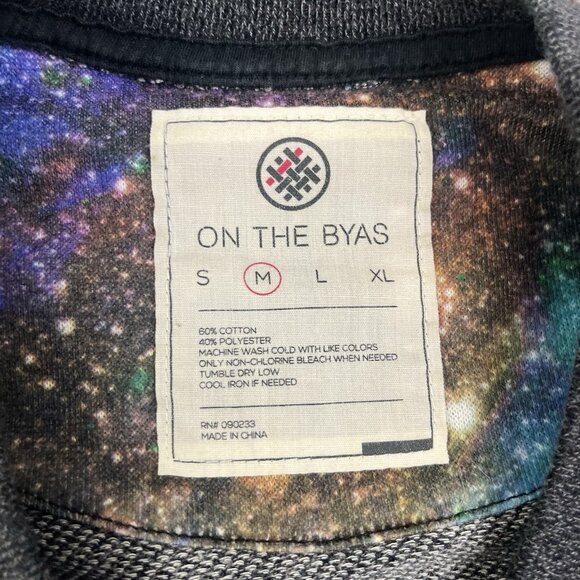 ON THE BYAS
S M L XL
60% COTTON
40% POLYESTER
MACHINE WASH COLD WITH LIKE COLORS
ONLY NON-CHLORINE BLEACH WHEN NEEDED
TUMBLE DRY LOW
COOL IRON IF NEEDED
RN# 090233
MADE IN CHINA